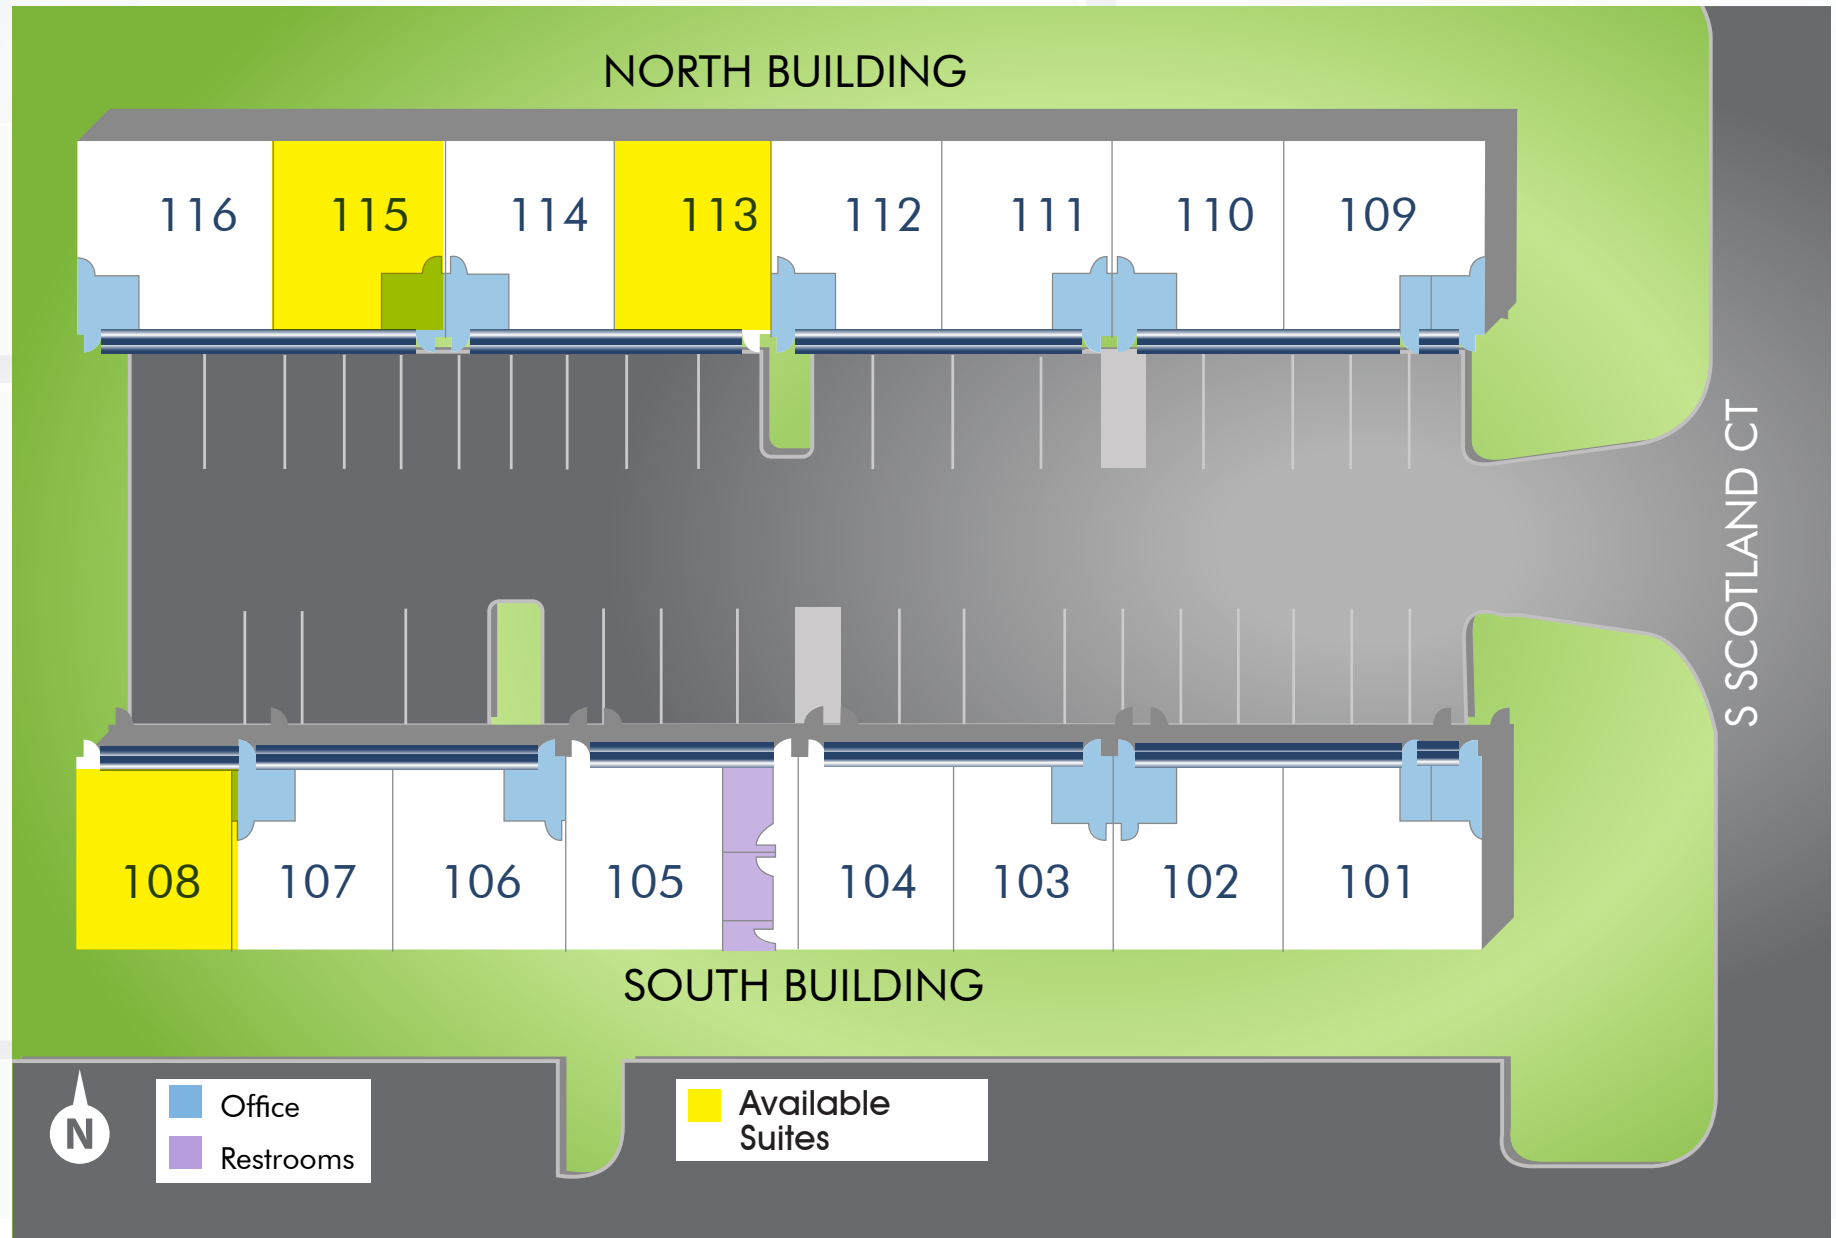 NORTH BUILDING
116 115 114 113 112 111 110 109
S SCOTLAND CT
108 107 106 105 104 103 102 101
SOUTH BUILDING
N
Office
Restrooms
Available
Suites